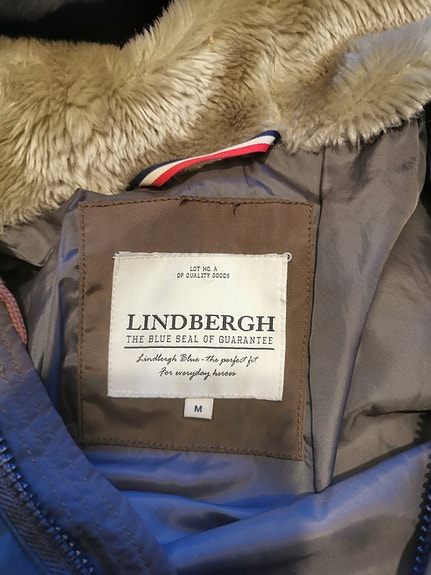 LOT NO. A
OF QUALITY GOODS
LINDBERGH
THE BLUE SEAL OF GUARANTEE
Lindbergh Blue - the perfect fit
For everyday heroes
M